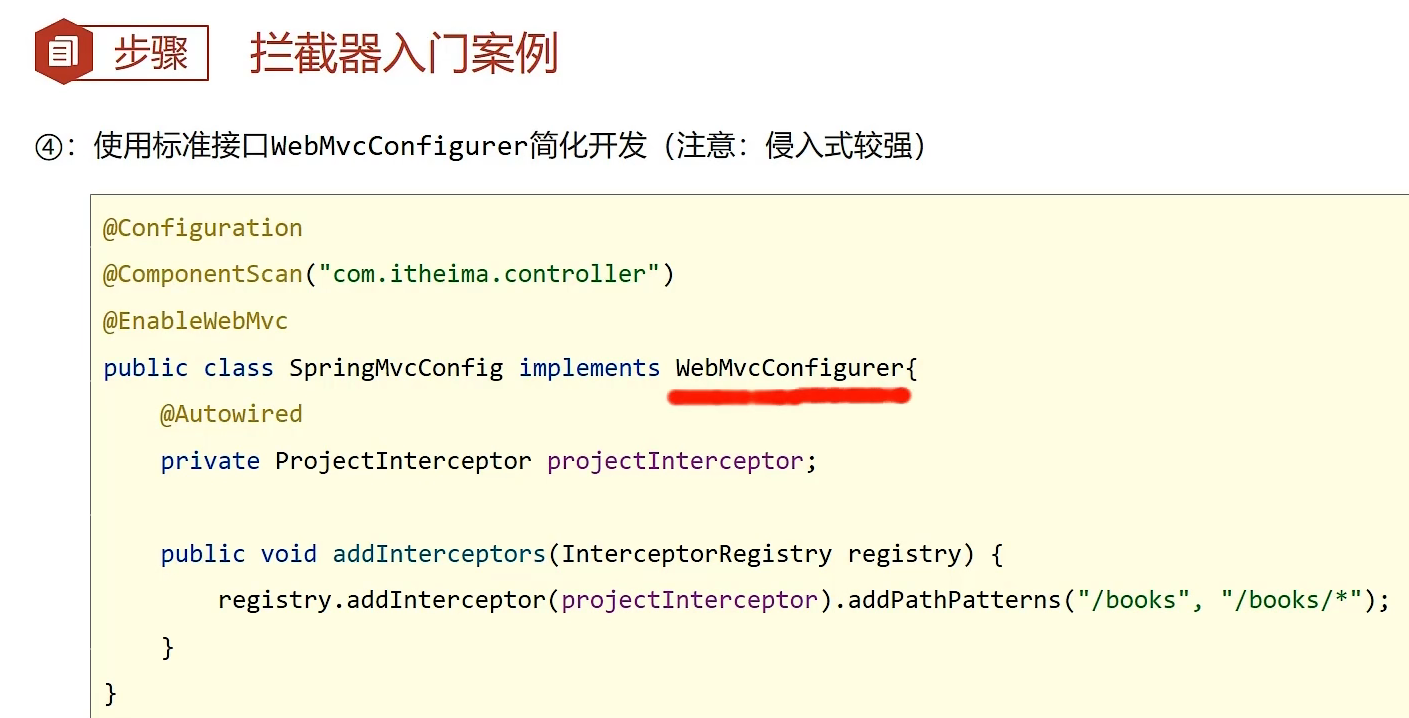 步骤 拦截器入门案例
④：使用标准接口WebMvcConfigurer简化开发（注意：侵入式较强）
@Configuration
@ComponentScan("com.itheima.controller")
@EnableWebMvc
public class SpringMvcConfig implements WebMvcConfigurer{
    @Autowired
    private ProjectInterceptor projectInterceptor;
    public void addInterceptors(InterceptorRegistry registry) {
        registry.addInterceptor(projectInterceptor).addPathPatterns("/books", "/books/*");
    }
}